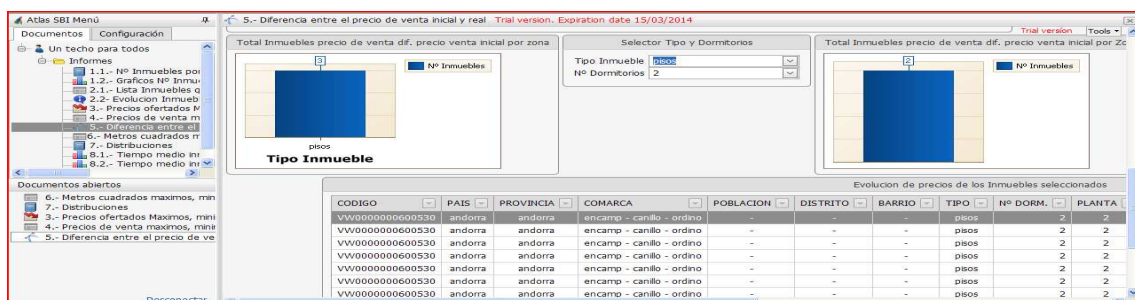 Atlas SBI Menú
5.- Diferencia entre el precio de venta inicial y real Trial version. Expiration date 15/03/2014
Documentos Configuración
Trial version Tools
Un techo para todos
Informes
1.1.- Nº Inmuebles po
1.2.- Graficos Nº Inmu
2.1.- Lista Inmuebles q
2.2- Evolucion Inmueb
3.- Precios ofertados M
4.- Precios de venta m
5.- Diferencia entre el
6.- Metros cuadrados m
7.- Distribuciones
8.1.- Tiempo medio in
8.2.- Tiempo medio in
Documentos abiertos
6.- Metros cuadrados maximos, min
7.- Distribuciones
3.- Precios ofertados Maximos, mini
4.- Precios de venta maximos, mini
5.- Diferencia entre el precio de ve
Desconectar
Total Inmuebles precio de venta dif. precio venta inicial por zona
3
Nº Inmuebles
pisos
Tipo Inmueble
Selector Tipo y Dormitorios
Tipo Inmueble pisos
Nº Dormitorios 2
Total Inmuebles precio de venta dif. precio venta inicial por Zo
2
Nº Inmuebles
Evolucion de precios de los Inmuebles seleccionados
CODIGO PAIS PROVINCIA COMARCA POBLACION DISTRITO BARRIO TIPO Nº DORM. PLANTA
VW0000000600530 andorra andorra encamp - canillo - ordino - - - pisos 2 2
VW0000000600530 andorra andorra encamp - canillo - ordino - - - pisos 2 2
VW0000000600530 andorra andorra encamp - canillo - ordino - - - pisos 2 2
VW0000000600530 andorra andorra encamp - canillo - ordino - - - pisos 2 2
VW0000000600530 andorra andorra encamp - canillo - ordino - - - pisos 2 2
VW0000000600530 andorra andorra encamp - canillo - ordino - - - pisos 2 2
VW0000000600530 andorra andorra encamp - canillo - ordino - - - pisos 2 2